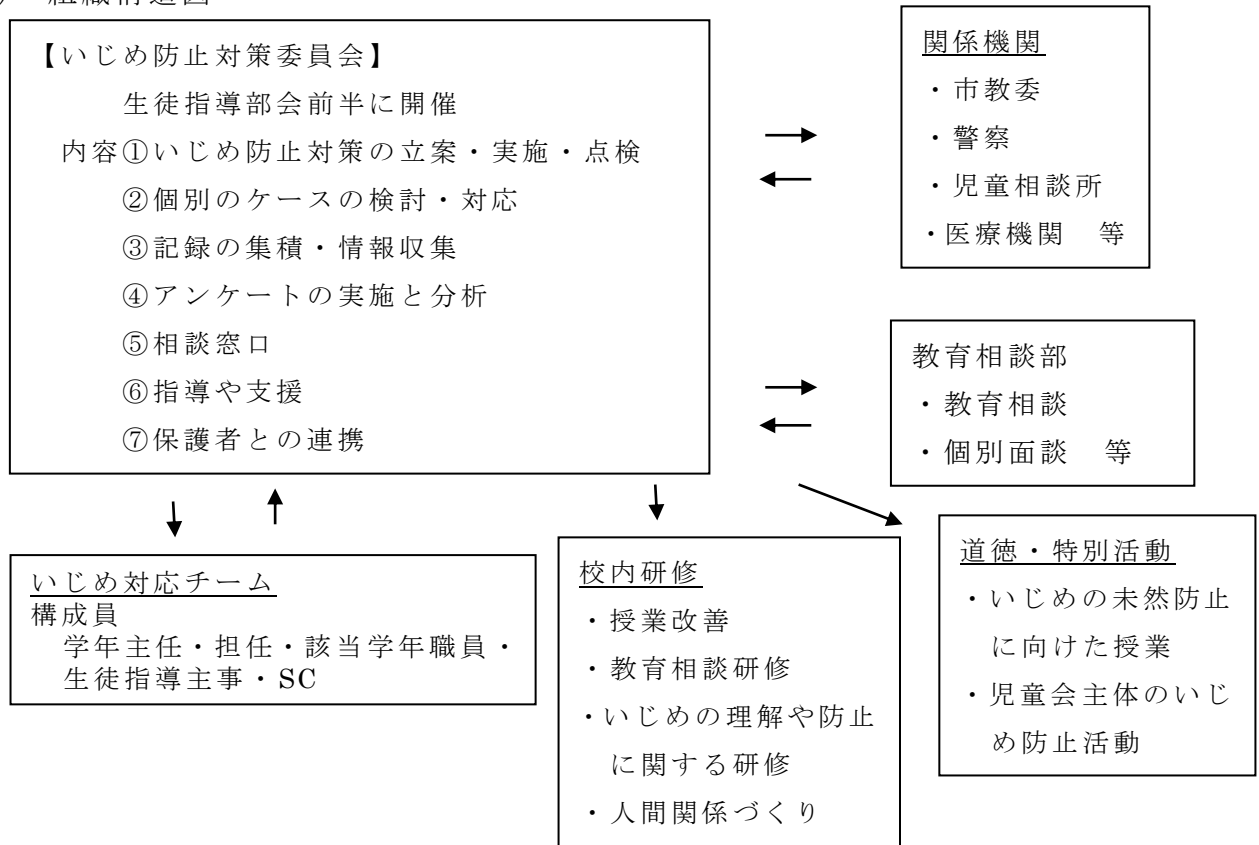 【いじめ防止対策委員会】
生徒指導部会前半に開催
内容①いじめ防止対策の立案・実施・点検
②個別のケースの検討・対応
③記録の集積・情報収集
④アンケートの実施と分析
⑤相談窓口
⑥指導や支援
⑦保護者との連携
関係機関
・市教委
・警察
・児童相談所
・医療機関 等
教育相談部
・教育相談
・個別面談 等
いじめ対応チーム
構成員
学年主任・担任・該当学年職員・
生徒指導主事・SC
校内研修
・授業改善
・教育相談研修
・いじめの理解や防止
に関する研修
・人間関係づくり
道徳・特別活動
・いじめの未然防止
に向けた授業
・児童会主体のいじ
め防止活動